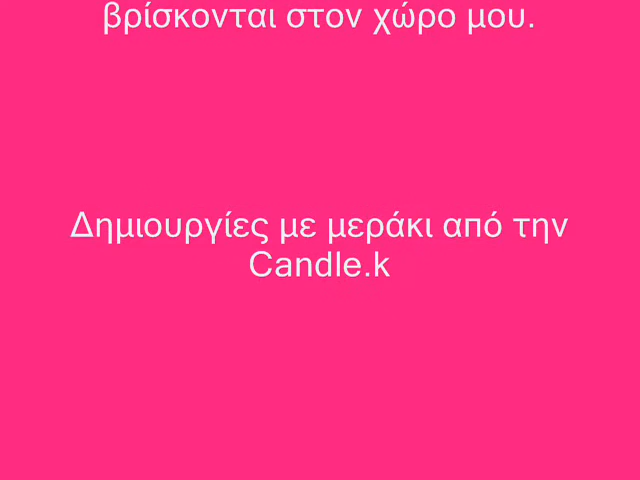 βρίσκονται στον χώρο μου.
Δημιουργίες με μεράκι από την
Candle.k